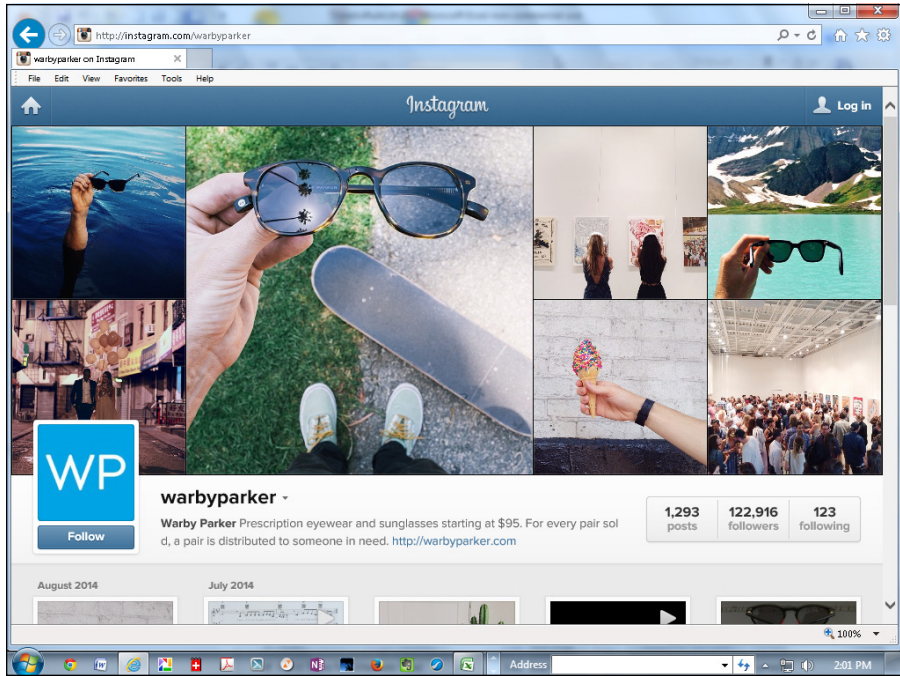 http://instagram.com/warbyparker
warbyparker on Instagram
File Edit View Favorites Tools Help
Instagram
Log in
WP
Follow
warbyparker
Warby Parker Prescription eyewear and sunglasses starting at $95. For every pair sol
d, a pair is distributed to someone in need. http://warbyparker.com
1,293 122,916 123
posts followers following
August 2014 July 2014
100%
Address
2:01 PM